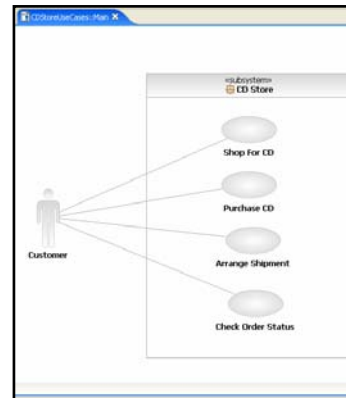 CDStoreUseCases::Main X
«subsystem»
CD Store
Shop For CD
Purchase CD
Customer
Arrange Shipment
Check Order Status